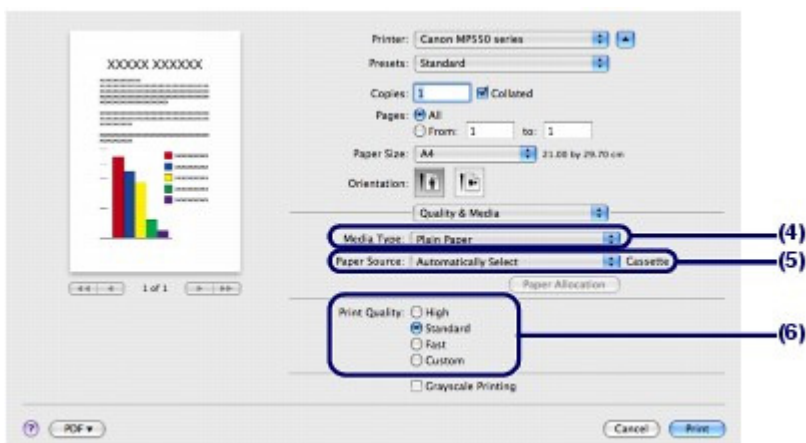 Printer: Canon MP550 series
XXXXX XXXXXX
Presets: Standard
Copies: 1 Collated
Pages: All
From: 1 to: 1
Paper Size: A4 21.00 by 29.70 cm
Orientation:
Quality & Media
Media Type: Plain Paper (4)
Paper Source: Automatically Select Cassette (5)
1 of 1
Paper Allocation
Print Quality: High
Standard (6)
Fast
Custom
Grayscale Printing
? PDF Cancel Print